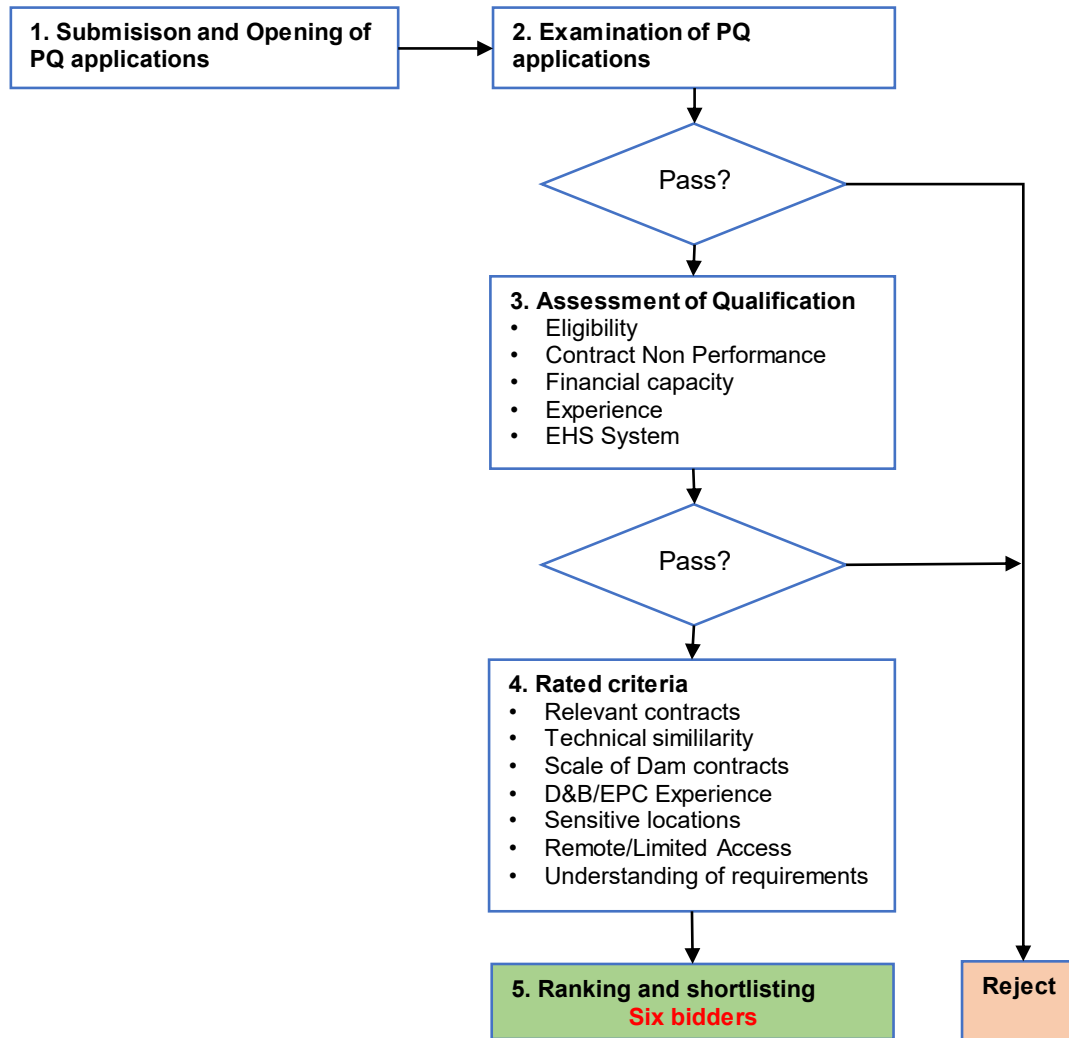 1. Submisison and Opening of
PQ applications
2. Examination of PQ
applications
Pass?
3. Assessment of Qualification
• Eligibility
• Contract Non Performance
• Financial capacity
• Experience
• EHS System
Pass?
4. Rated criteria
• Relevant contracts
• Technical simililarity
• Scale of Dam contracts
• D&B/EPC Experience
• Sensitive locations
• Remote/Limited Access
• Understanding of requirements
5. Ranking and shortlisting
Six bidders
Reject